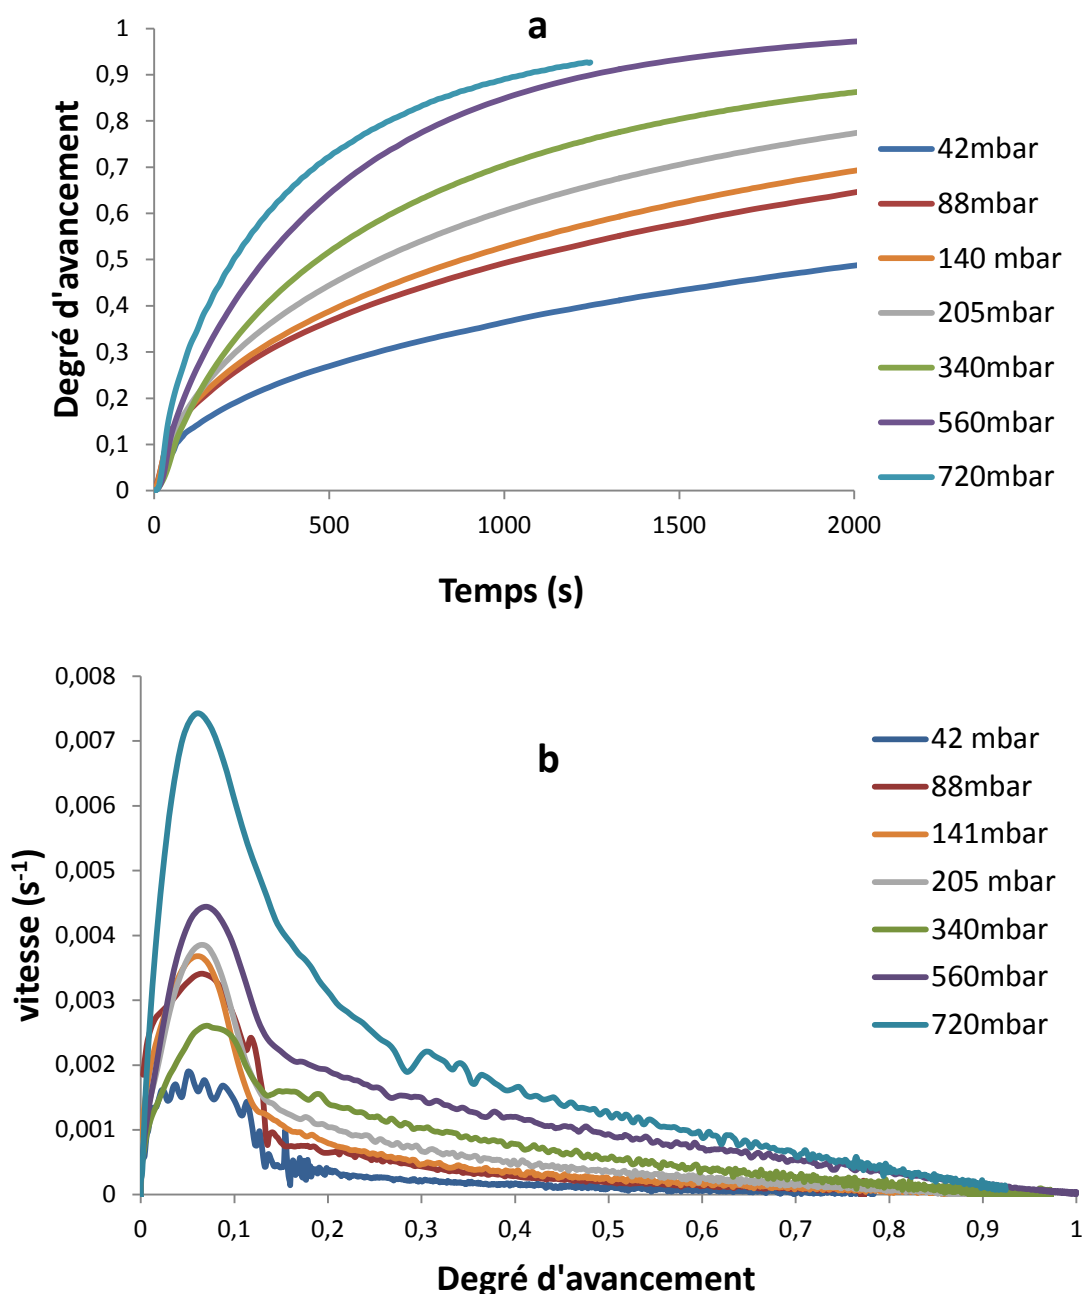 a
1
0,9
0,8
0,7
0,6
0,5
0,4
0,3
0,2
0,1
0
Degré d'avancement
0 500 1000 1500 2000
Temps (s)
42mbar
88mbar
140 mbar
205mbar
340mbar
560mbar
720mbar
b
0,008
0,007
0,006
0,005
0,004
0,003
0,002
0,001
0
vitesse (s-1)
0 0,1 0,2 0,3 0,4 0,5 0,6 0,7 0,8 0,9 1
Degré d'avancement
42 mbar
88mbar
141mbar
205 mbar
340mbar
560mbar
720mbar